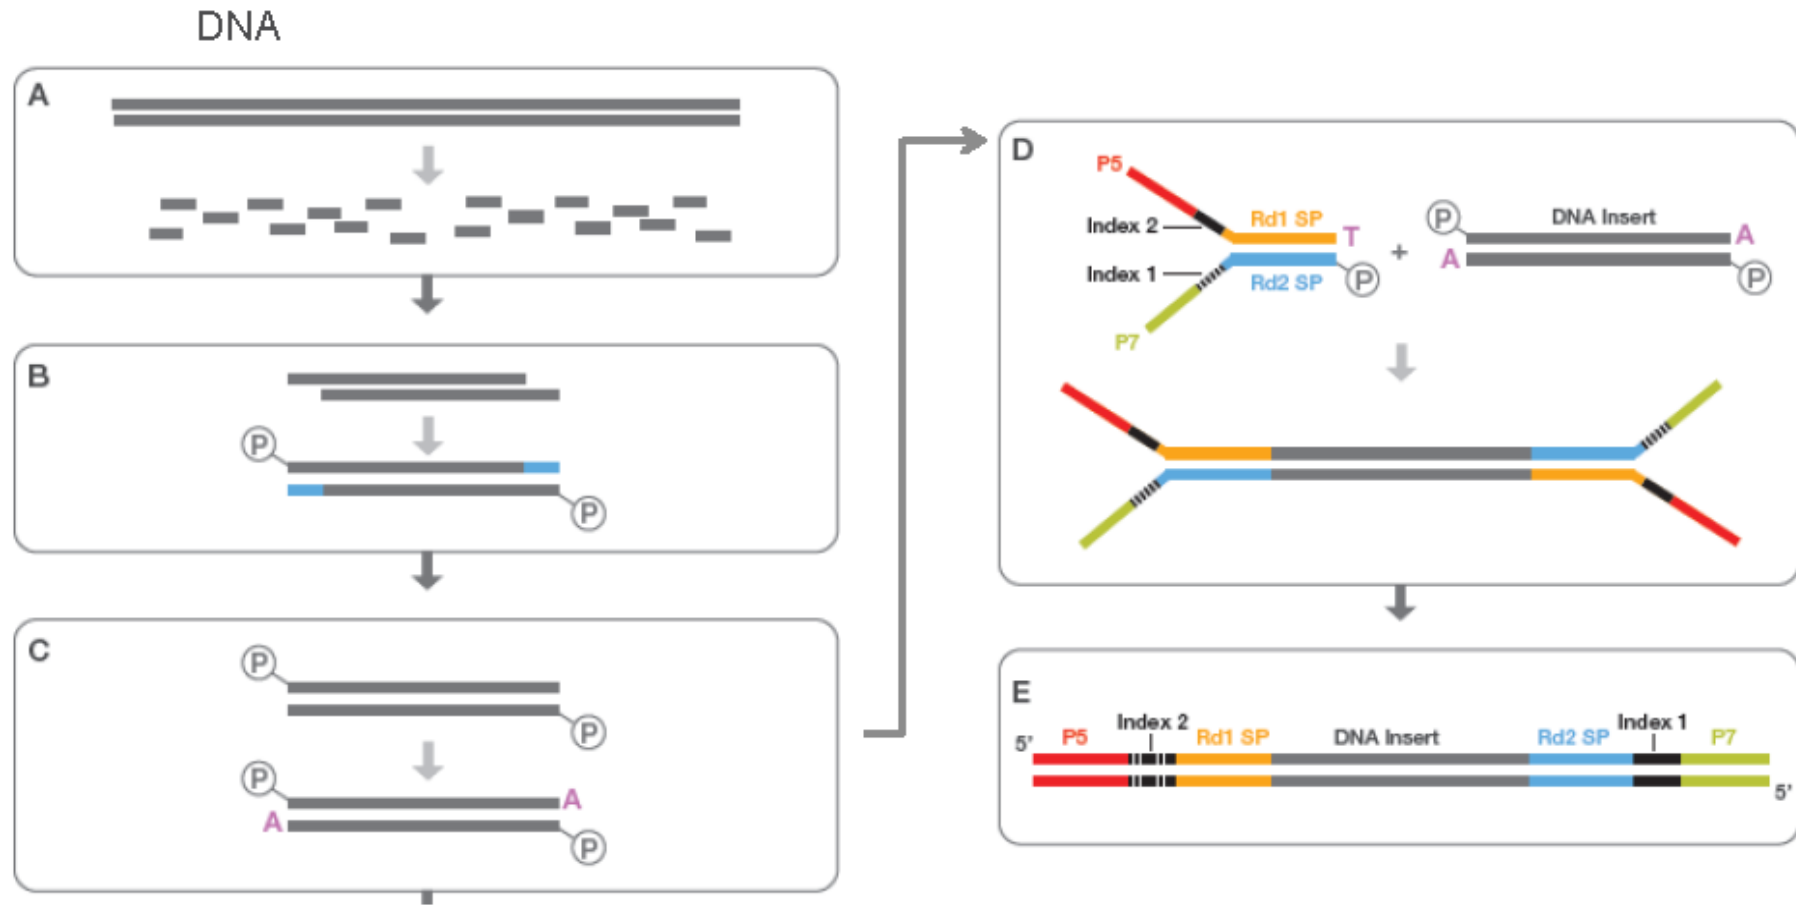 DNA
A
B
P
P
C
P
P
P
A
A
P
D
P5
Index 2
Rd1 SP
T
Index 1
Rd2 SP
P
P7
+
P
DNA Insert
A
A
P
E
5’
P5
Index 2
Rd1 SP
DNA Insert
Rd2 SP
Index 1
P7
5’